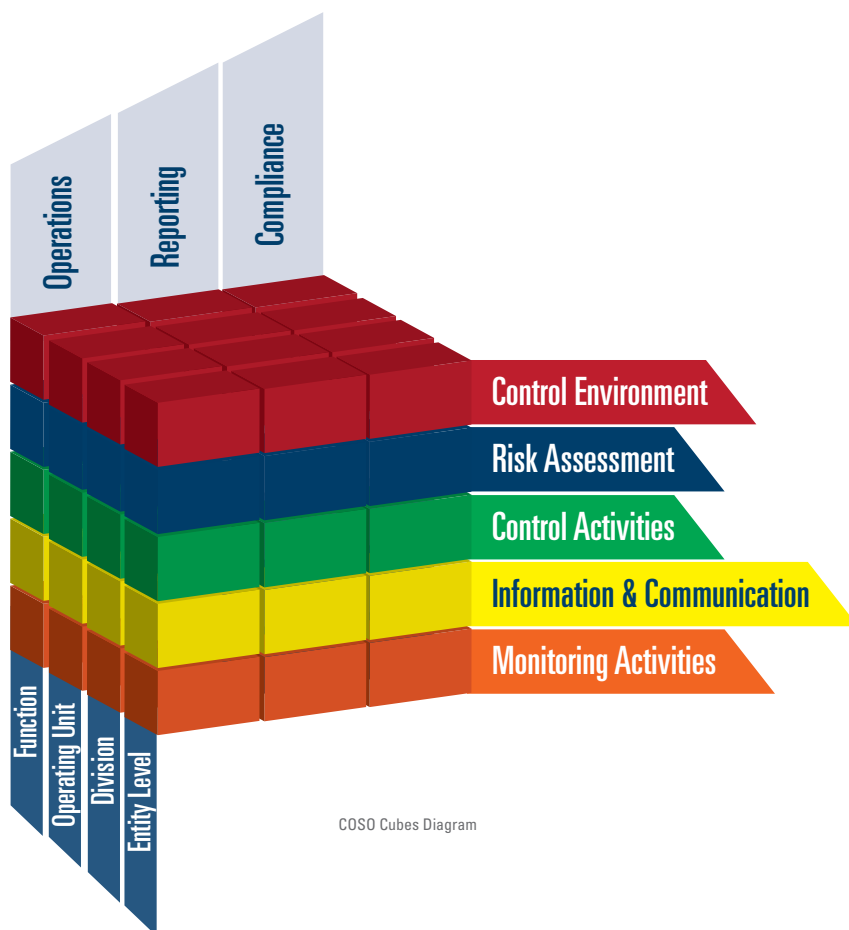 Operations
Reporting
Compliance
Control Environment
Risk Assessment
Control Activities
Information & Communication
Monitoring Activities
Function
Operating Unit
Division
Entity Level
COSO Cubes Diagram